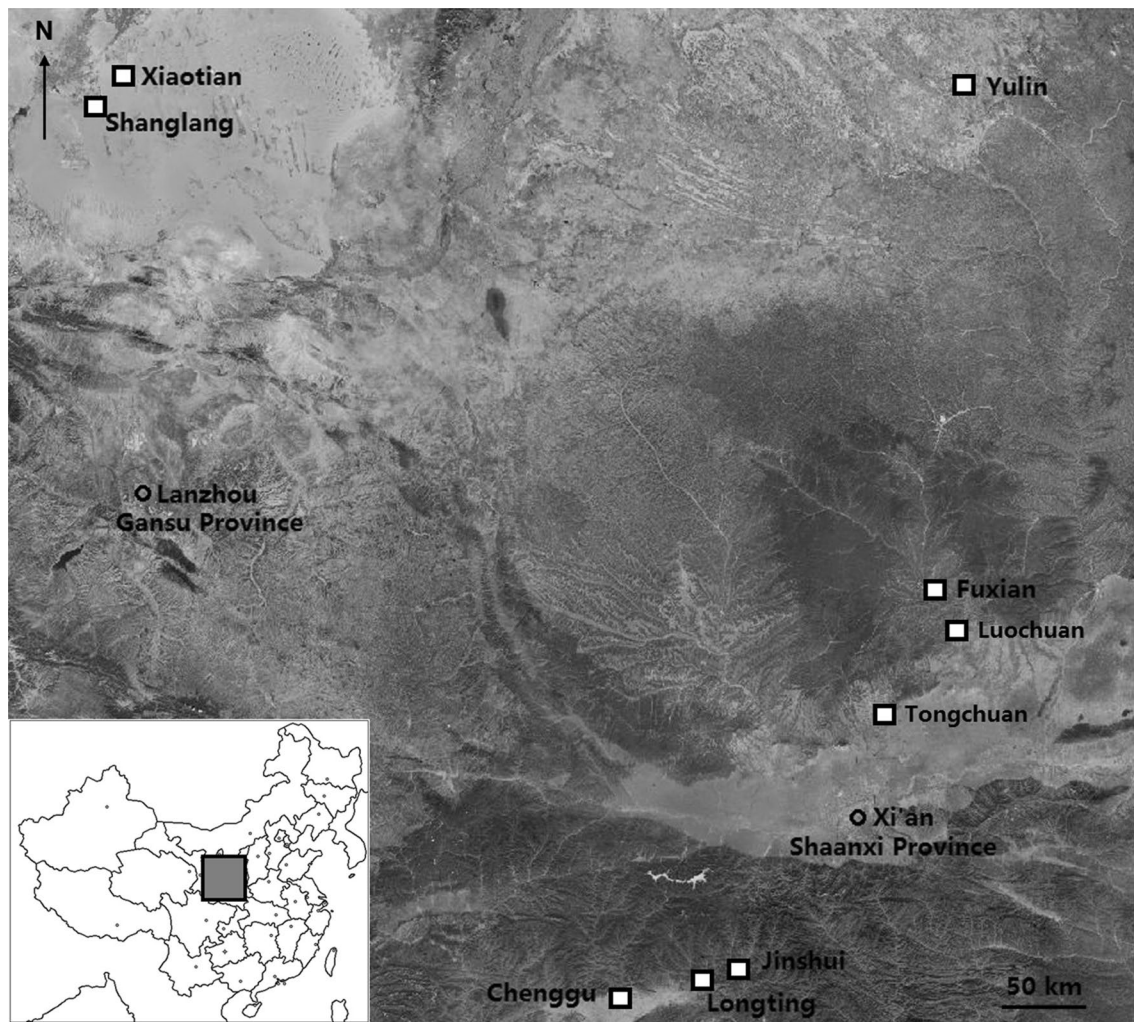 N
Xiaotian
Shanglang
Yulin
Lanzhou
Gansu Province
Fuxian
Luochuan
Tongchuan
Xi'an
Shaanxi Province
Jinshui
Chenggu
Longting
50 km